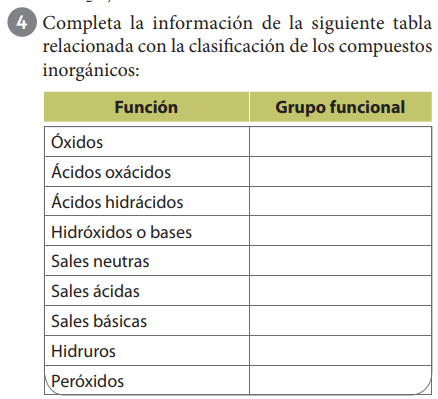 4 Completa la información de la siguiente tabla
relacionada con la clasificación de los compuestos
inorgánicos:
Función Grupo funcional
Óxidos
Ácidos oxácidos
Ácidos hidrácidos
Hidróxidos o bases
Sales neutras
Sales ácidas
Sales básicas
Hidruros
Peróxidos